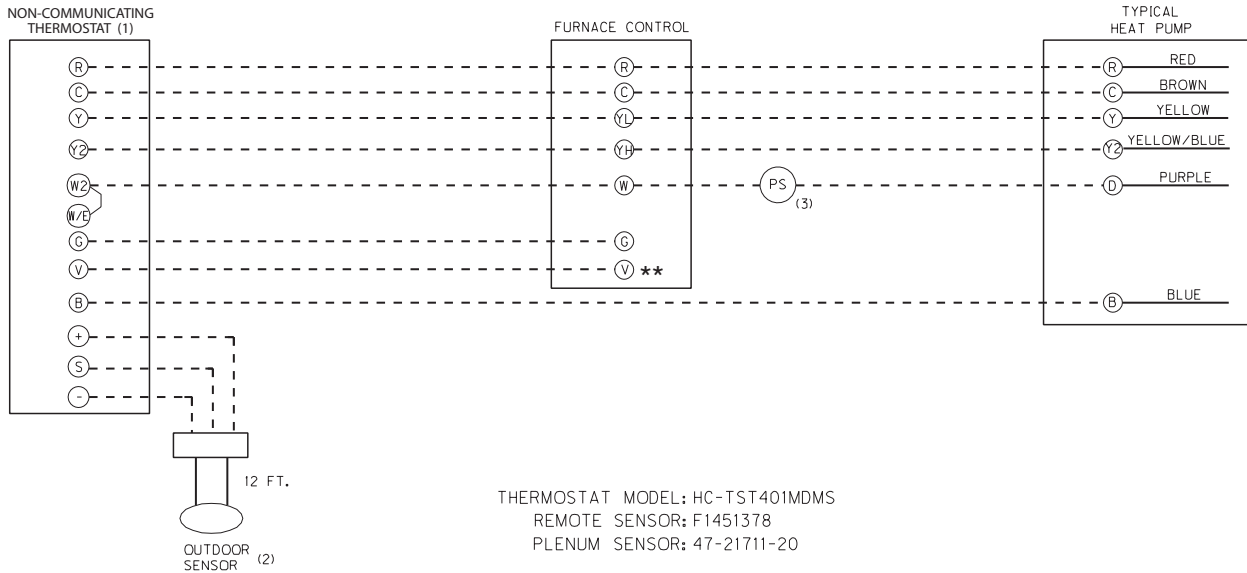 NON-COMMUNICATING
THERMOSTAT (1)
FURNACE CONTROL
TYPICAL
HEAT PUMP
R R R RED
C C C BROWN
Y YL Y YELLOW
Y2 YH Y2 YELLOW/BLUE
W2 W PS (3) D PURPLE
W/E
G G
V V **
B B BLUE
+
S
-
12 FT.
OUTDOOR
SENSOR (2)
THERMOSTAT MODEL: HC-TST401MDMS
REMOTE SENSOR: F1451378
PLENUM SENSOR: 47-21711-20